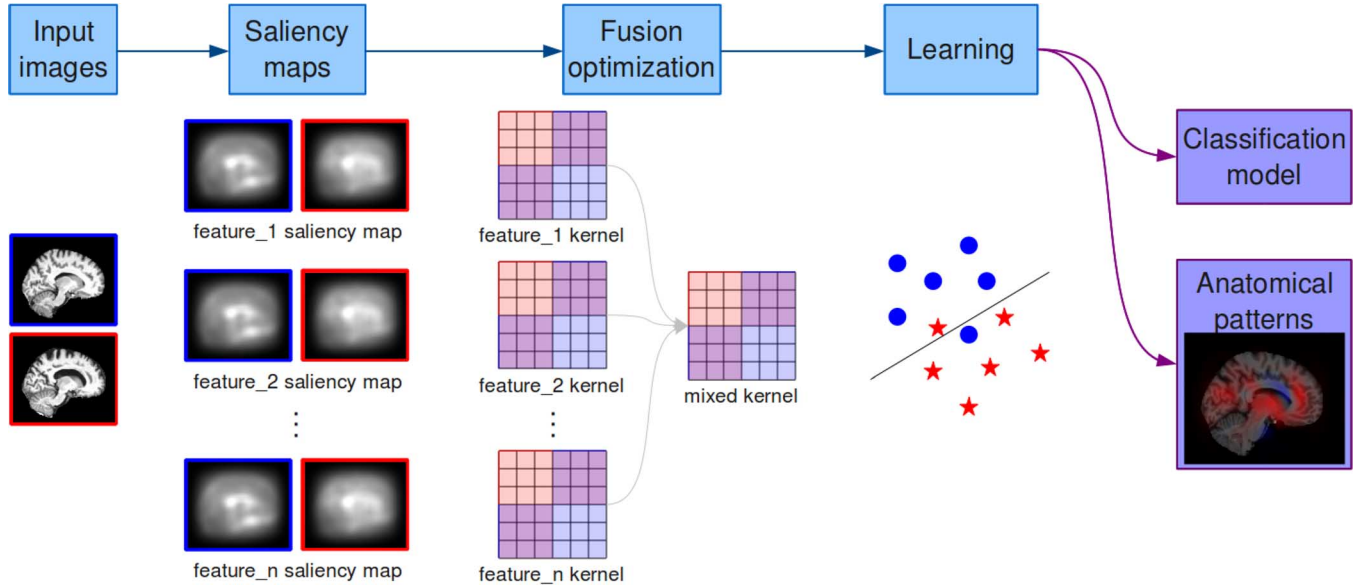 Input
images
Saliency
maps
Fusion
optimization
Learning
Classification
model
Anatomical
patterns
feature_1 saliency map
feature_1 kernel
feature_2 saliency map
feature_2 kernel
mixed kernel
feature_n saliency map
feature_n kernel